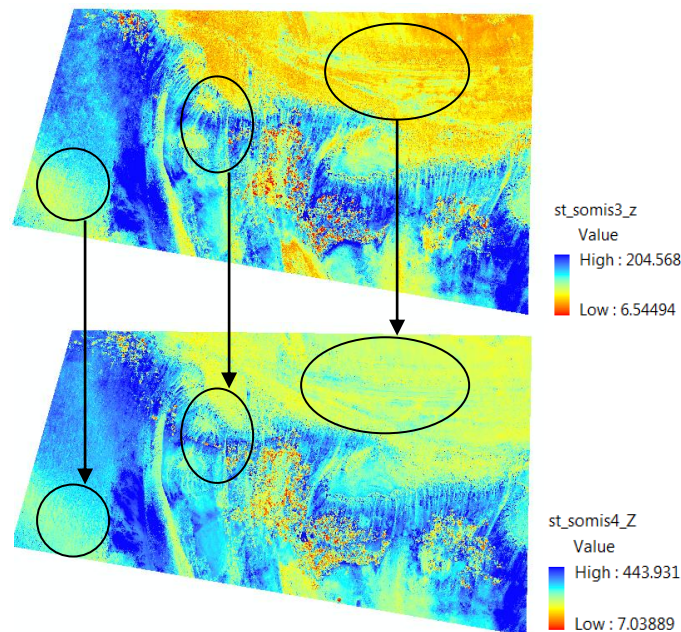 st_somis3_z
Value
High : 204.568
Low : 6.54494
st_somis4_Z
Value
High : 443.931
Low : 7.03889